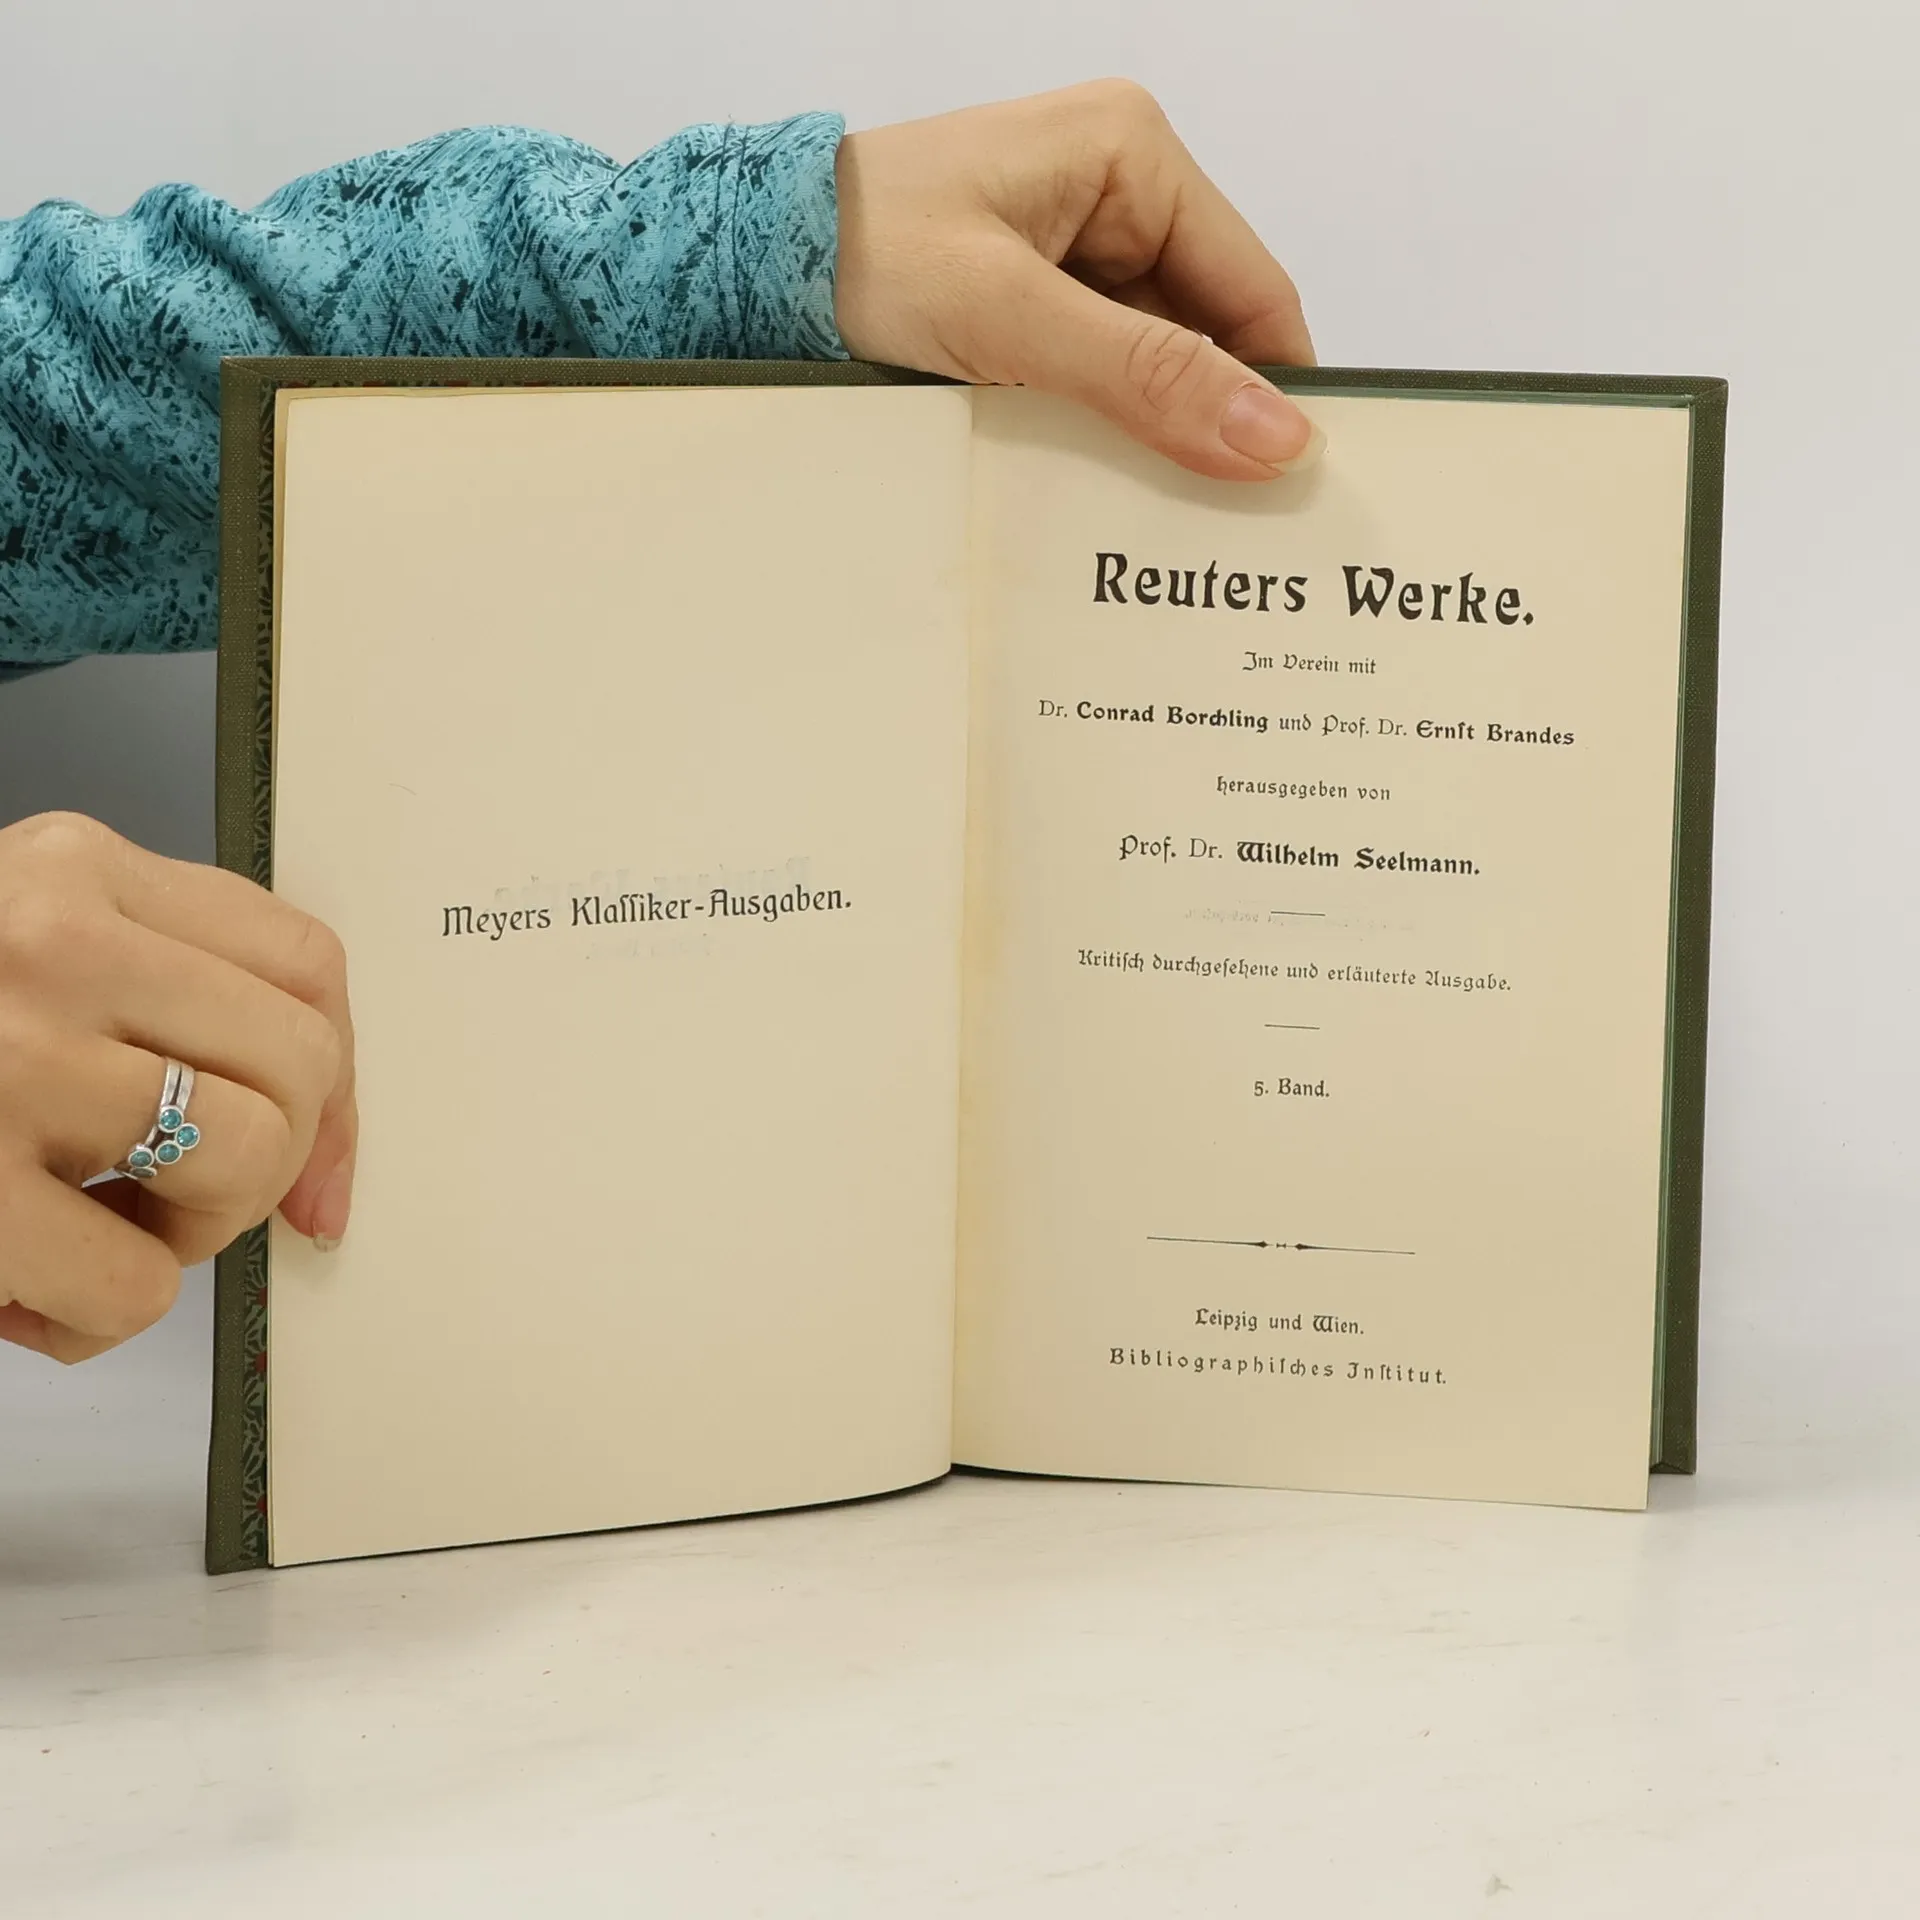 Meyers Klaſſiker-Ausgaben.
Reuters Werke.
Im Verein mit
Dr. Conrad Borchling und Prof. Dr. Ernſt Brandes
herausgegeben von
Prof. Dr. Wilhelm Seelmann.
Kritiſch durchgeſehene und erläuterte Ausgabe.
5. Band.
Leipzig und Wien.
Bibliographiſches Inſtitut.